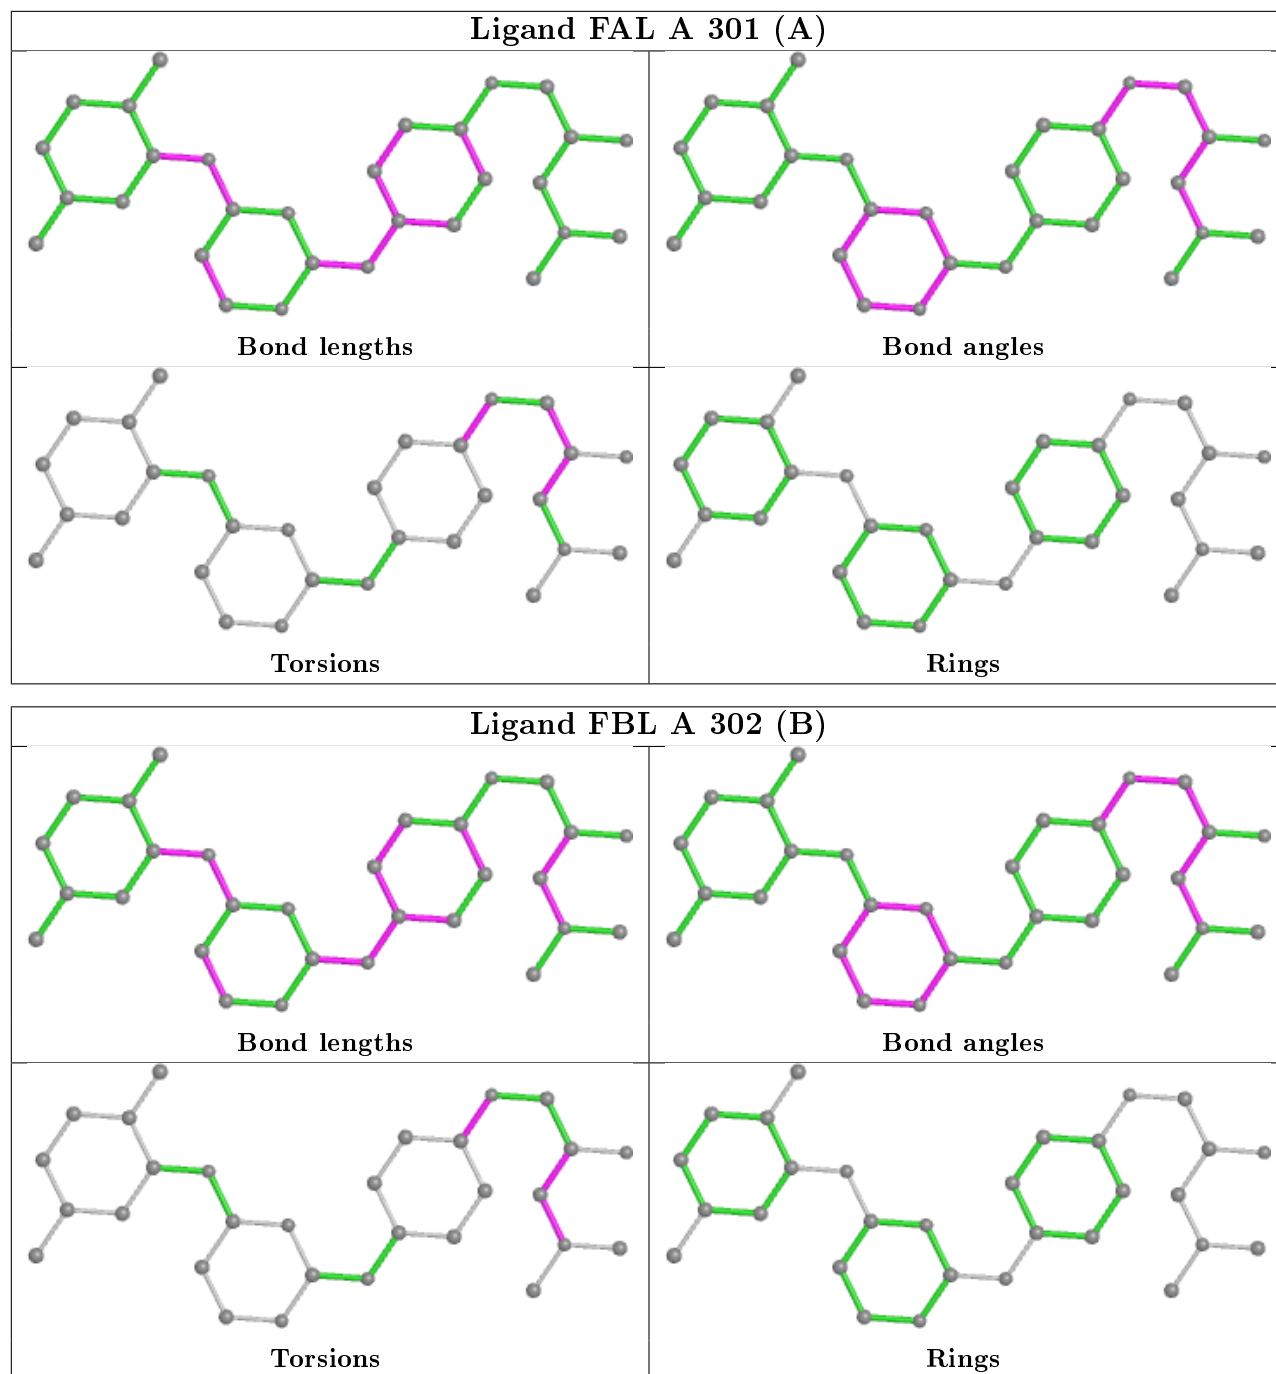 Ligand FAL A 301 (A)
Bond lengths
Bond angles
Torsions
Rings
Ligand FBL A 302 (B)
Bond lengths
Bond angles
Torsions
Rings